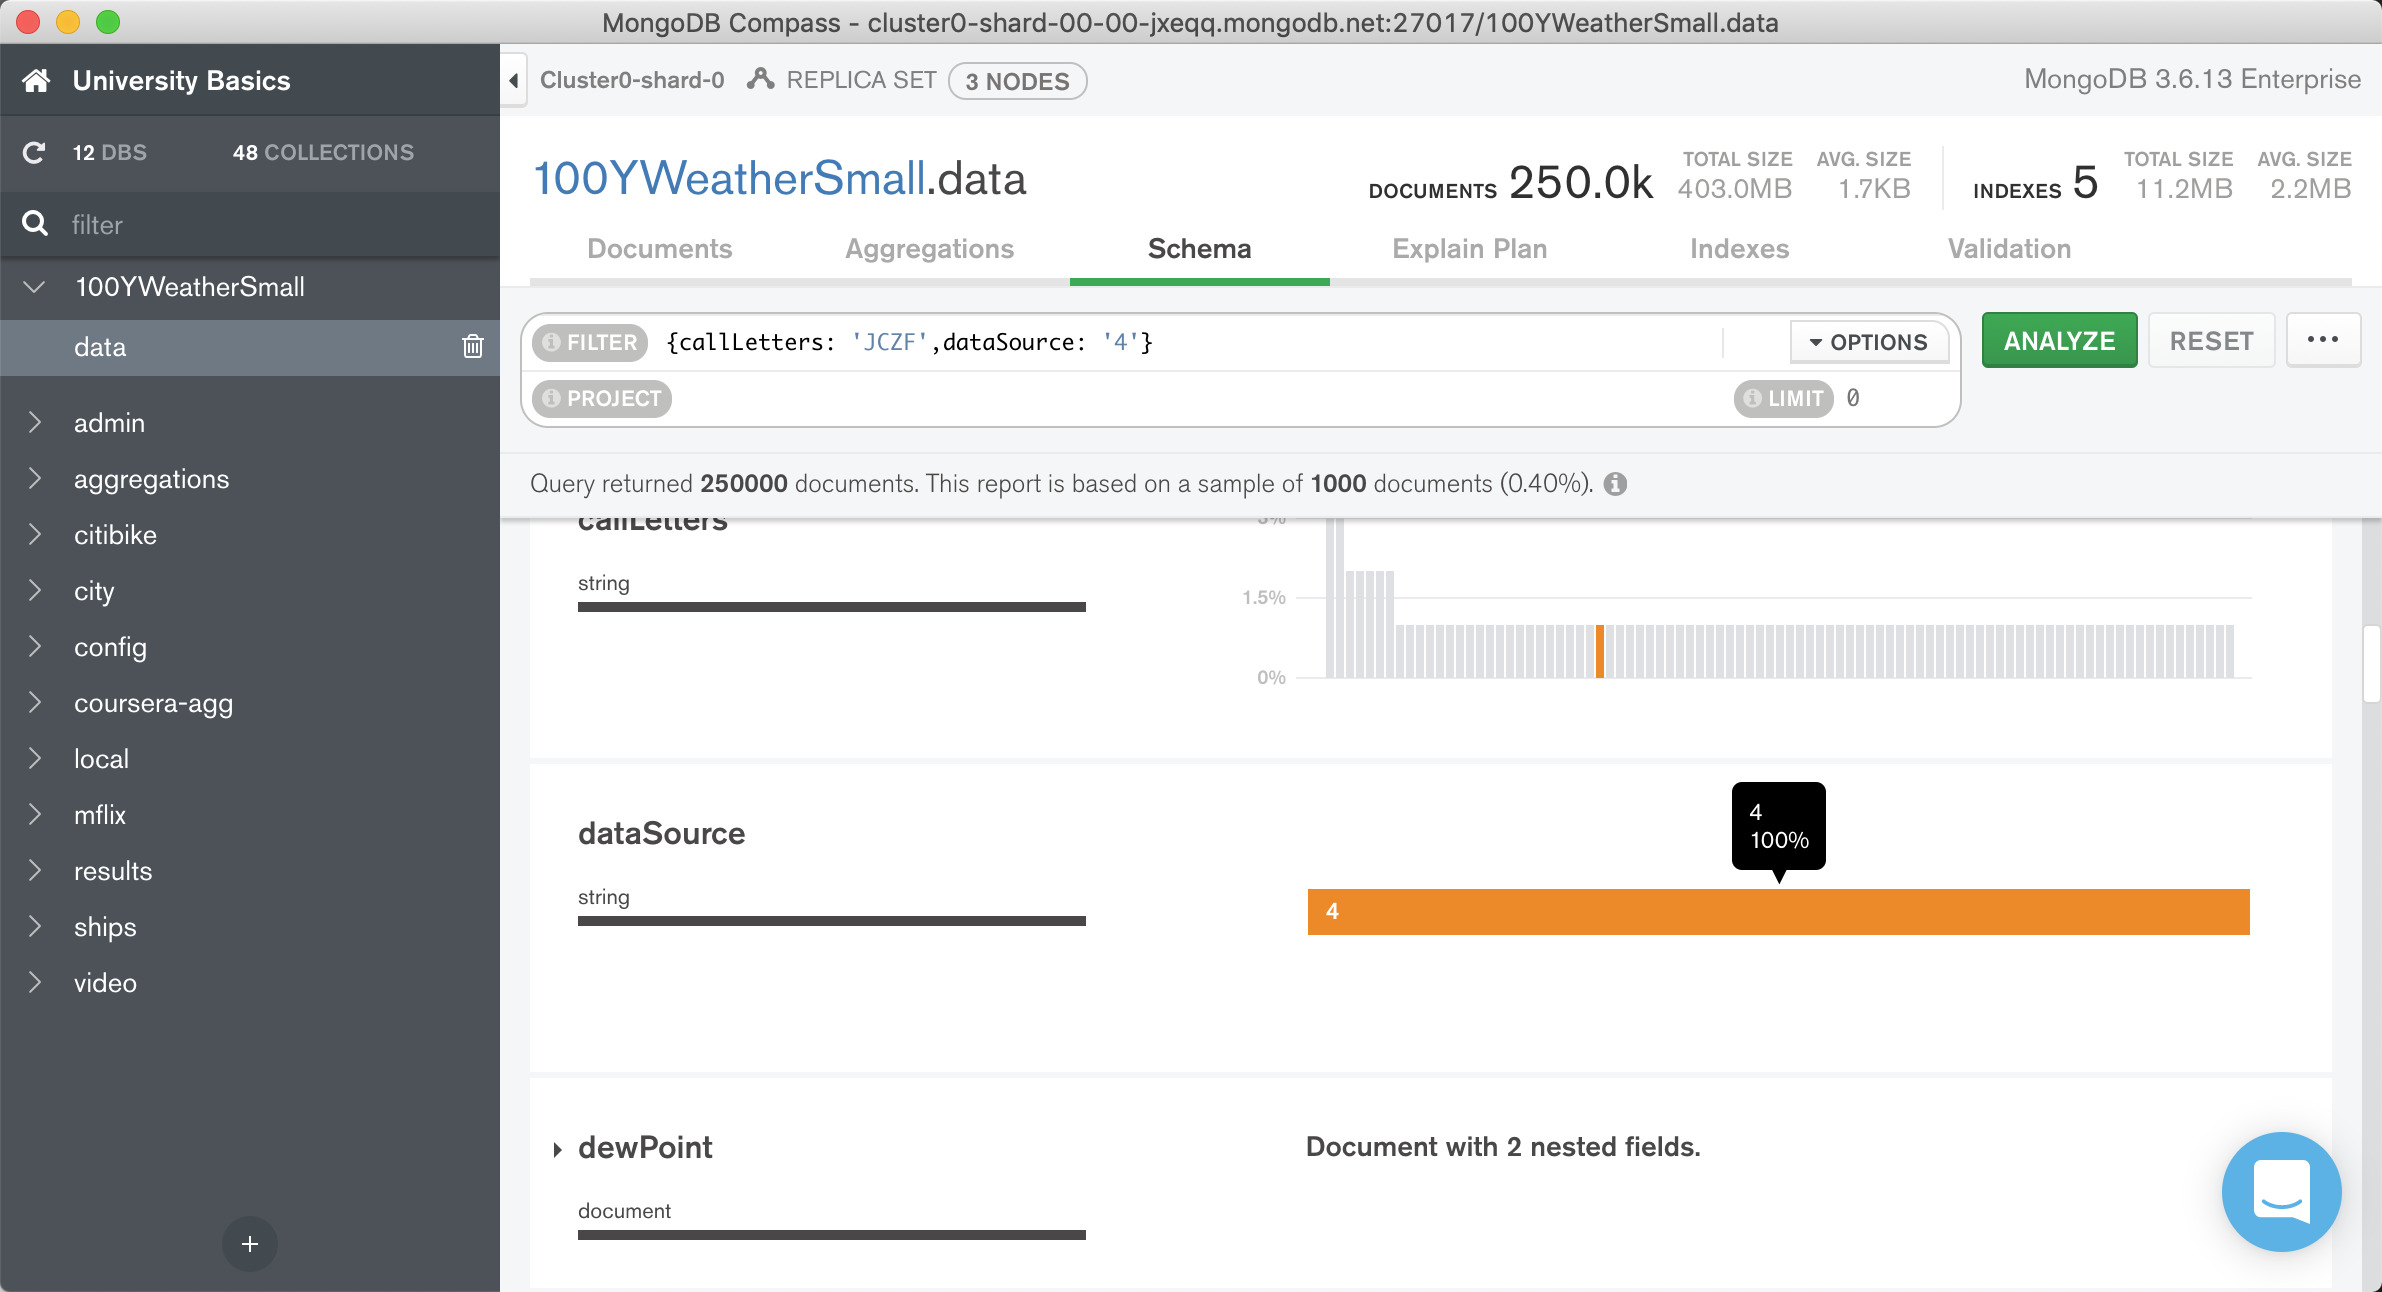 MongoDB Compass - cluster0-shard-00-00-jxeqq.mongodb.net:27017/100YWeatherSmall.data
University Basics
12 DBS 48 COLLECTIONS
filter
100YWeatherSmall
data
admin
aggregations
citibike
city
config
coursera-agg
local
mflix
results
ships
video
+
Cluster0-shard-0 REPLICA SET 3 NODES
MongoDB 3.6.13 Enterprise
100YWeatherSmall.data
DOCUMENTS 250.0k
TOTAL SIZE
403.0MB
AVG. SIZE
1.7KB
INDEXES 5
TOTAL SIZE
11.2MB
AVG. SIZE
2.2MB
Documents Aggregations Schema Explain Plan Indexes Validation
FILTER {callLetters: 'JCZF',dataSource: '4'} OPTIONS
ANALYZE RESET ...
PROJECT LIMIT 0
Query returned 250000 documents. This report is based on a sample of 1000 documents (0.40%).
callLetters
string
3%
1.5%
0%
dataSource
string
4
100%
4
dewPoint
document
Document with 2 nested fields.